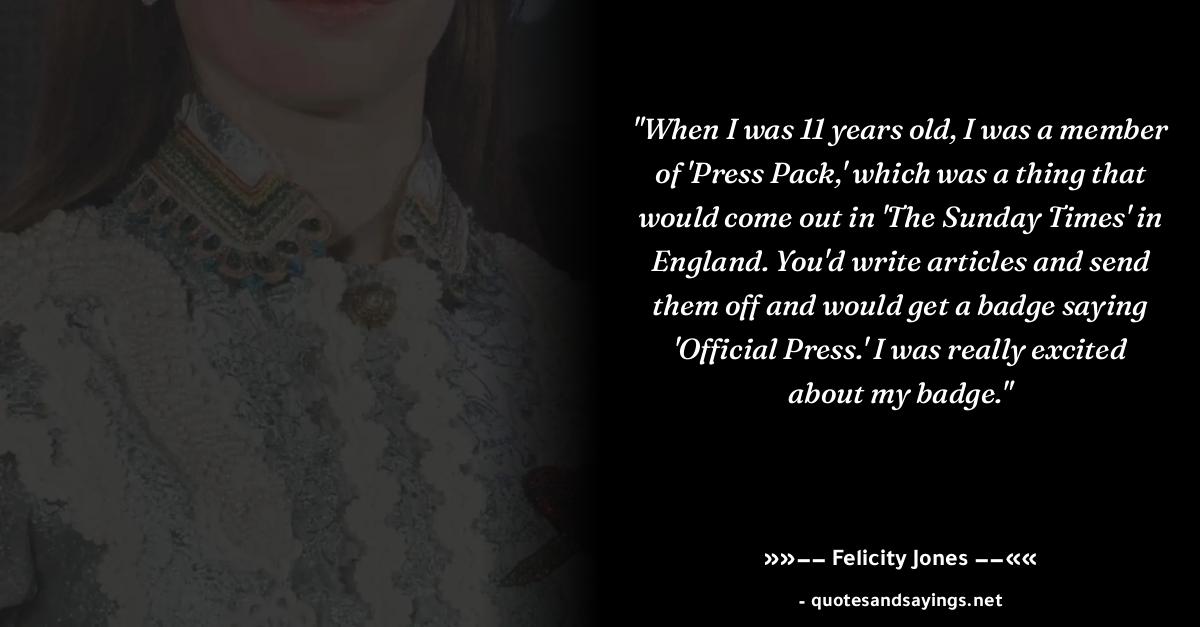 "When I was 11 years old, I was a member
of 'Press Pack,' which was a thing that
would come out in 'The Sunday Times' in
England. You'd write articles and send
them off and would get a badge saying
'Official Press.' I was really excited
about my badge."
»»−− Felicity Jones −−««
- quotesandsayings.net